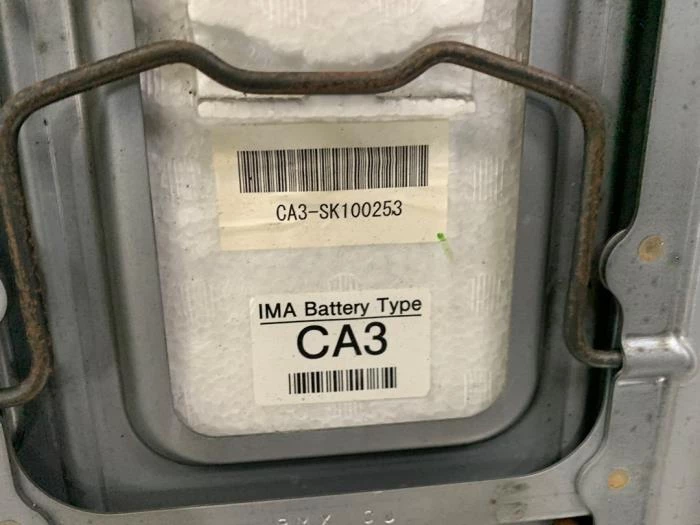 CA3-SK100253
IMA Battery Type
CA3